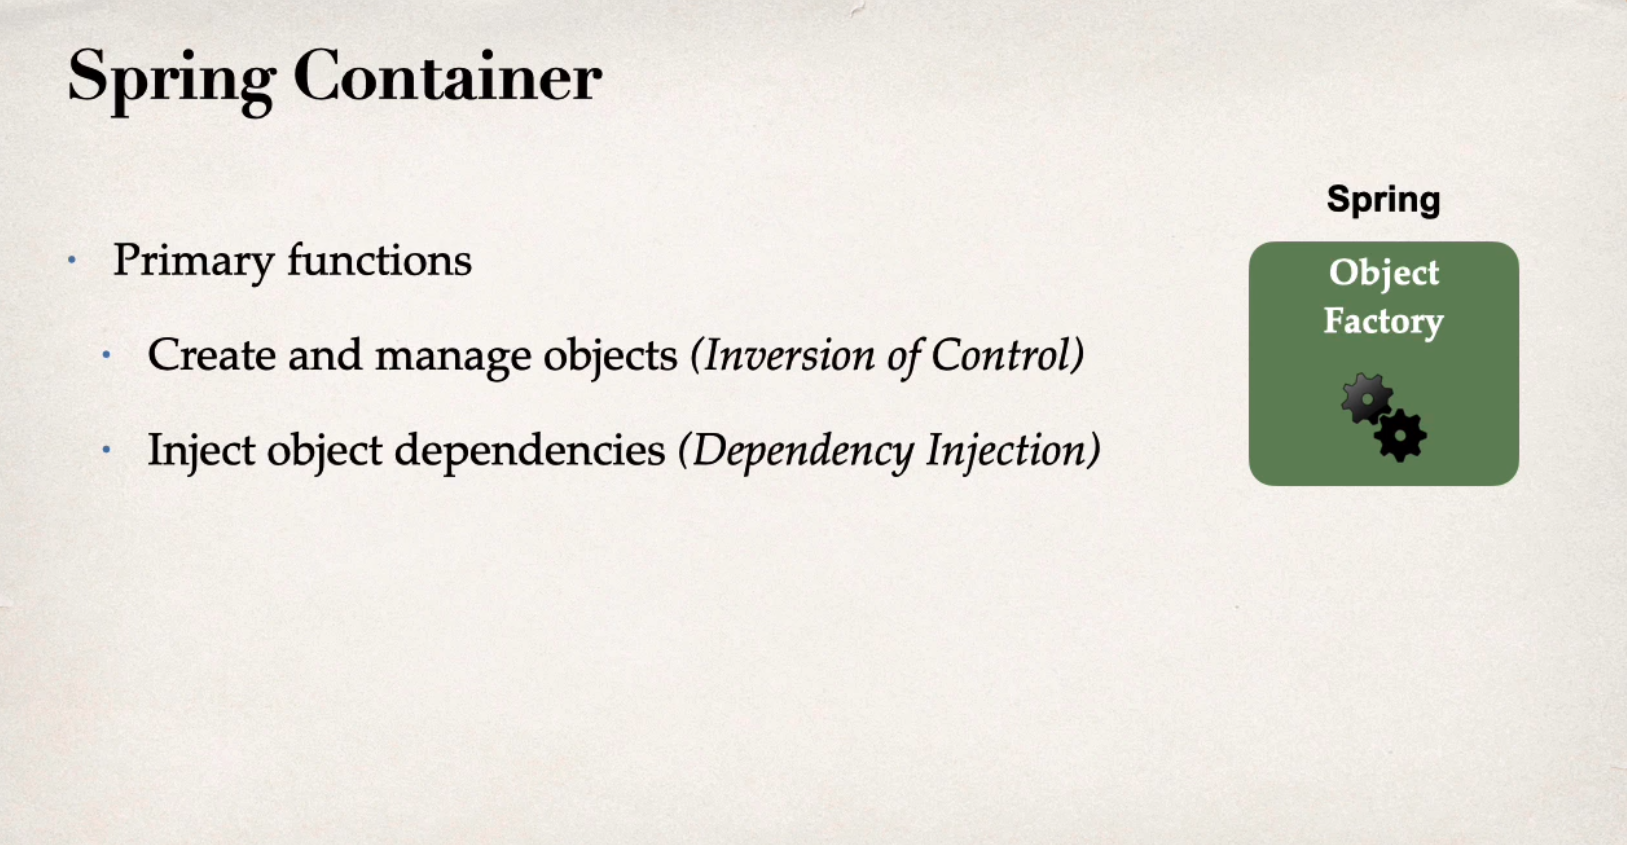 Spring Container
Spring
Object
Factory
• Primary functions
• Create and manage objects (Inversion of Control)
• Inject object dependencies (Dependency Injection)